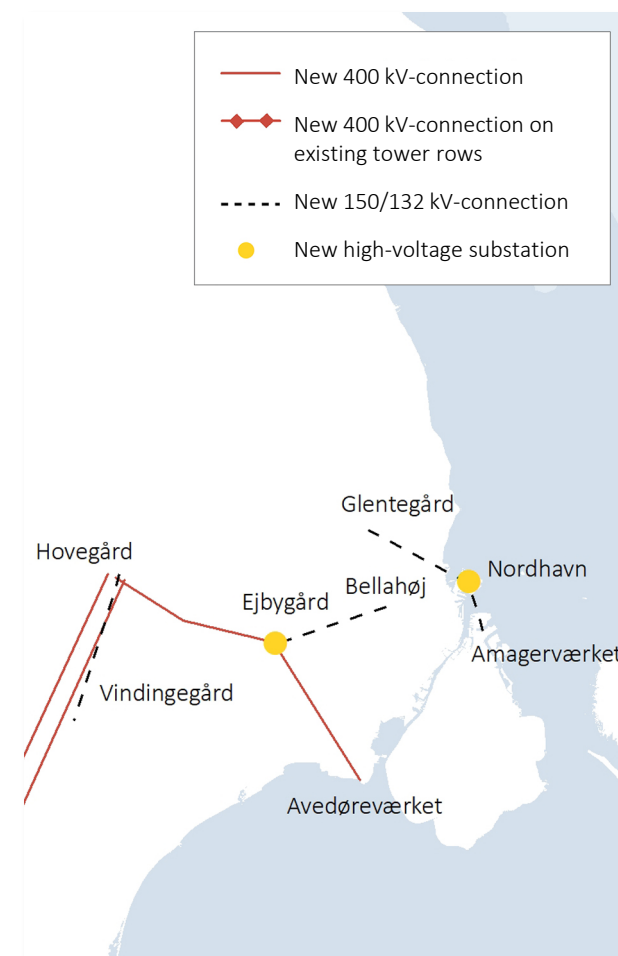 New 400 kV-connection
New 400 kV-connection on
existing tower rows
New 150/132 kV-connection
New high-voltage substation
Glentegård
Hovegård
Nordhavn
Bellahøj
Ejbygård
Amagerværket
Vindingegård
Avedøreværket